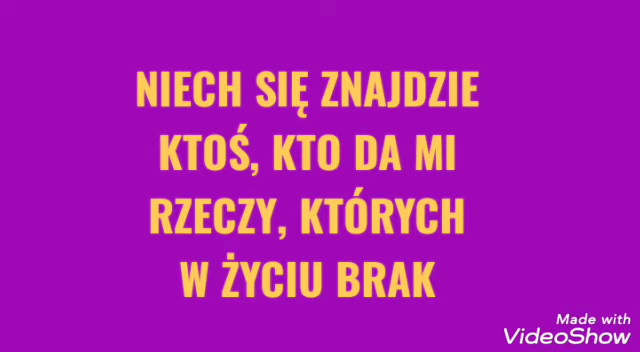 NIECH SIĘ ZNAJDZIE
KTOŚ, KTO DA MI
RZECZY, KTÓRYCH
W ŻYCIU BRAK
Made with
VideoShow